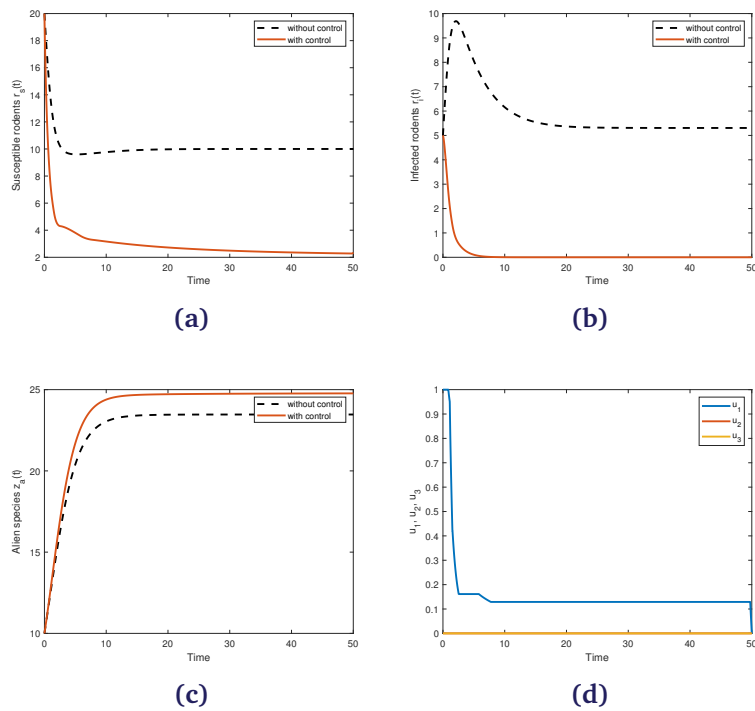 20
18
16
14
12
10
8
6
4
2
0
10
20
30
40
50
Time
Susceptible rodents r_s(t)
without control
with control
(a)
10
9
8
7
6
5
4
3
2
1
0
0
10
20
30
40
50
Time
Infected rodents r_i(t)
without control
with control
(b)
25
20
15
10
0
10
20
30
40
50
Time
Alien species z_a(t)
without control
with control
(c)
1
0.9
0.8
0.7
0.6
0.5
0.4
0.3
0.2
0.1
0
0
10
20
30
40
50
Time
u_1, u_2, u_3
u_1
u_2
u_3
(d)